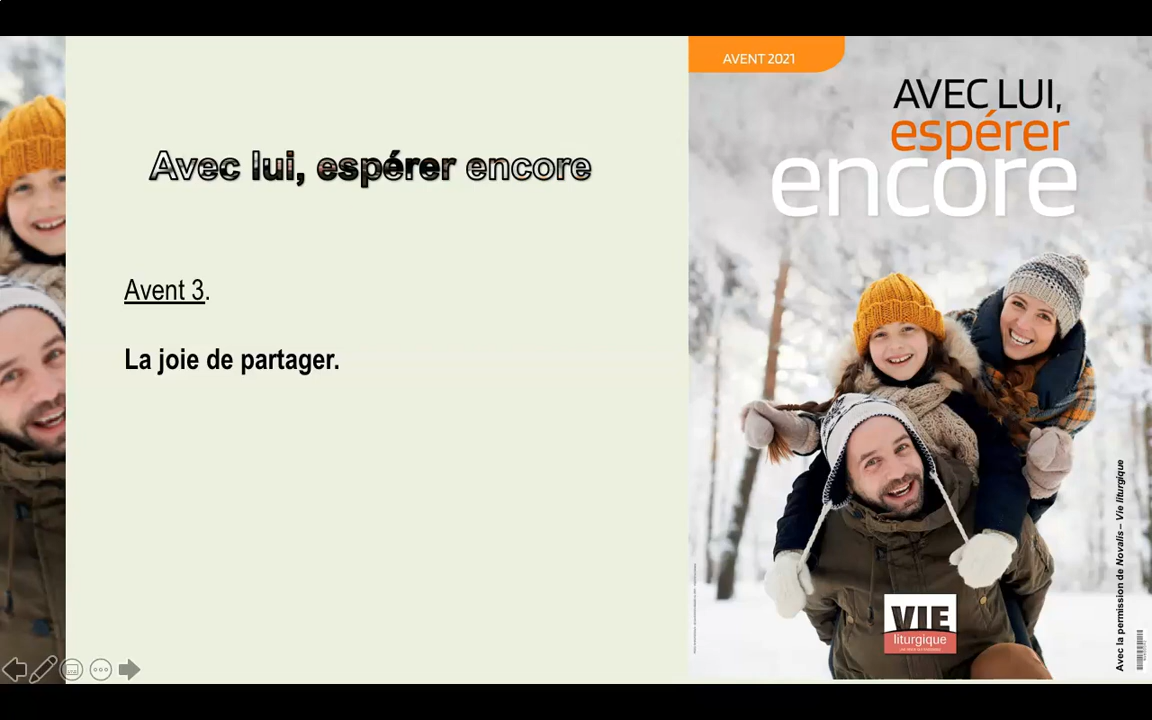 Avec lui, espérer encore
Avent 3.
La joie de partager.
AVENT 2021
AVEC LUI,
espérer
encore
VIE
liturgique
Avec la permission de Novalis – Vie liturgique